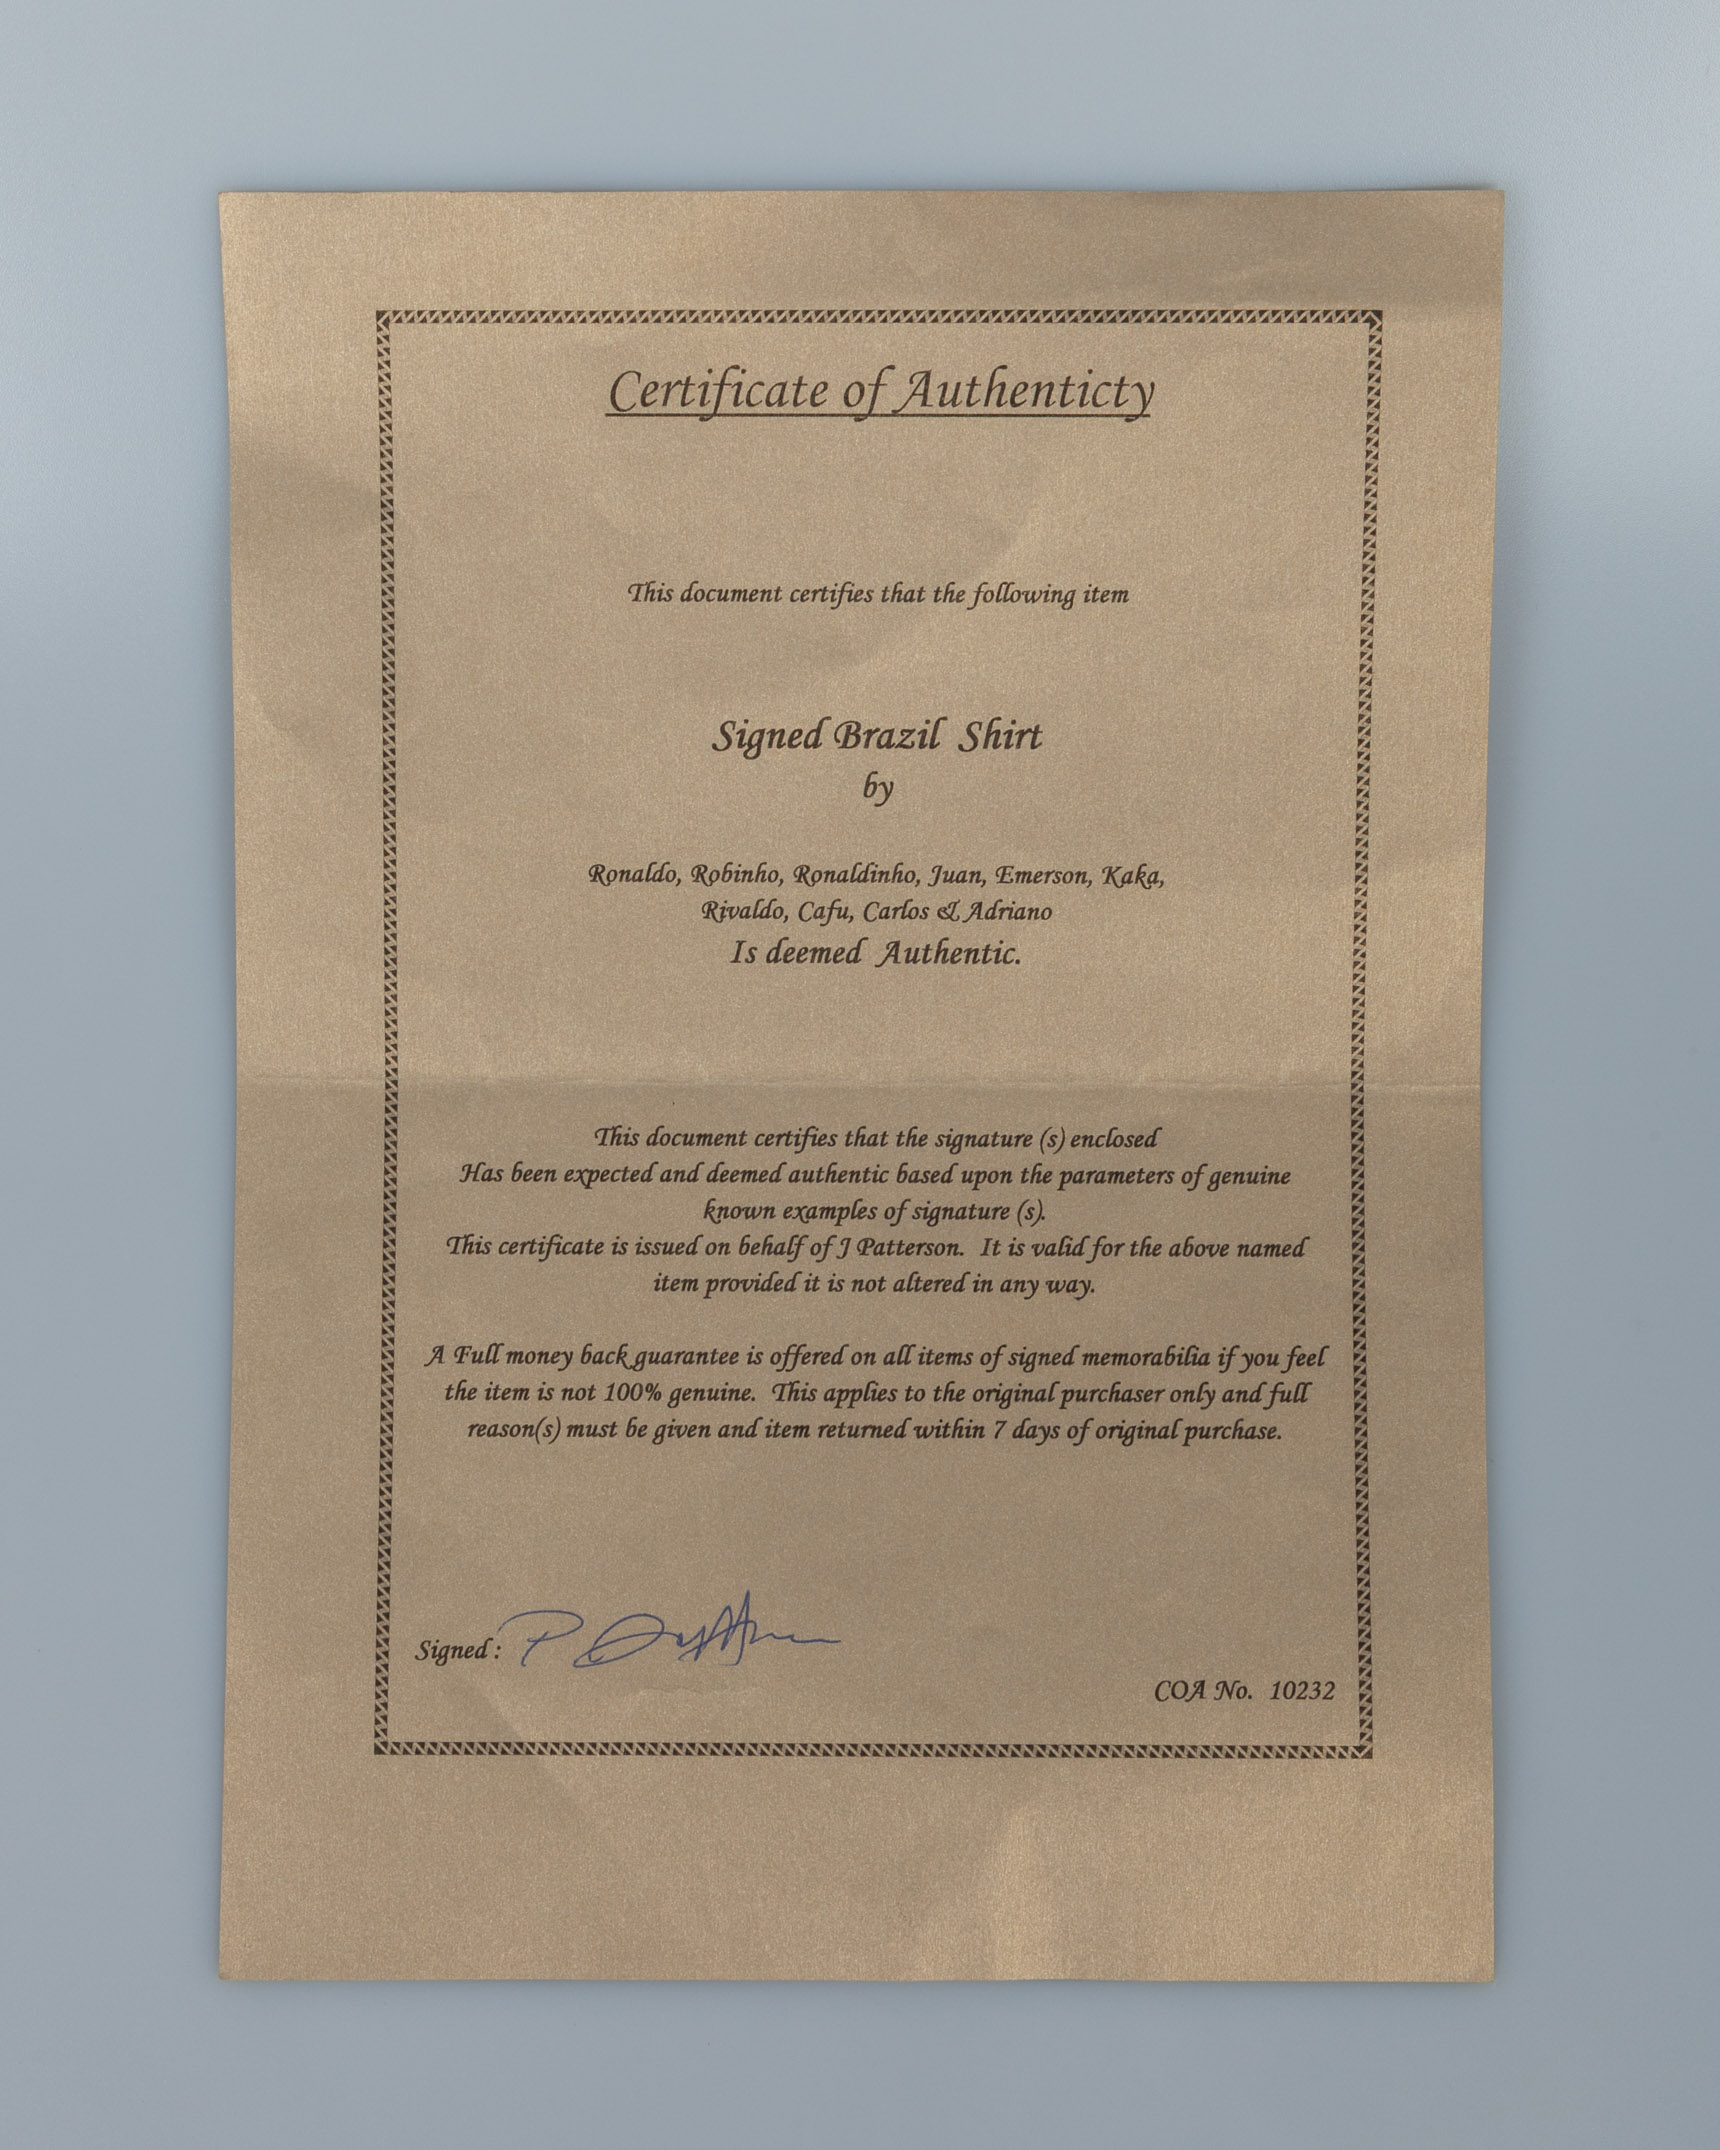 Certificate of Authenticty
This document certifies that the following item
Signed Brazil Shirt
by
Ronaldo, Robinho, Ronaldinho, Juan, Emerson, Kaka,
Rivaldo, Cafu, Carlos & Adriano
Is deemed Authentic.
This document certifies that the signature (s) enclosed
Has been expected and deemed authentic based upon the parameters of genuine
known examples of signature (s).
This certificate is issued on behalf of J Patterson. It is valid for the above named
item provided it is not altered in any way.
A Full money back guarantee is offered on all items of signed memorabilia if you feel
the item is not 100% genuine. This applies to the original purchaser only and full
reason(s) must be given and item returned within 7 days of original purchase.
Signed :
COA No. 10232